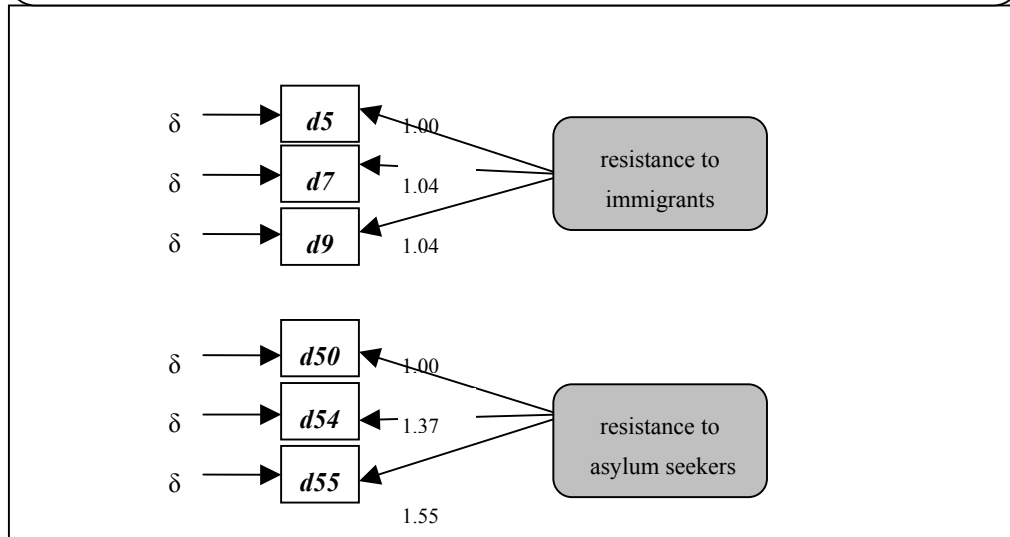 δ d5 1.00
δ d7 1.04
resistance to
immigrants
δ d9 1.04
δ d50 1.00
δ d54 1.37
resistance to
asylum seekers
δ d55
1.55